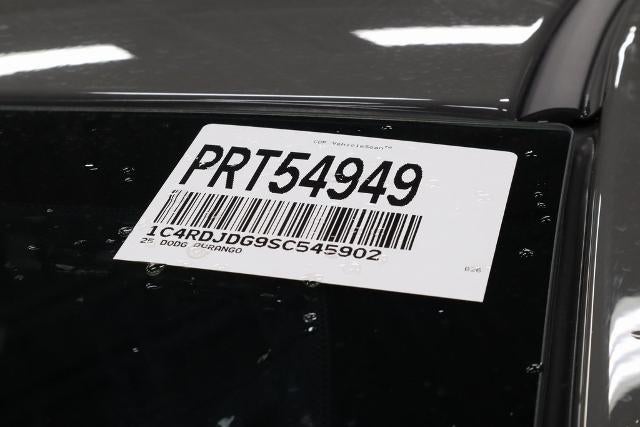 CDK VehicleScan™
PRT54949
1C4RDJDG9SC545902
25 DODG DURANGO
026